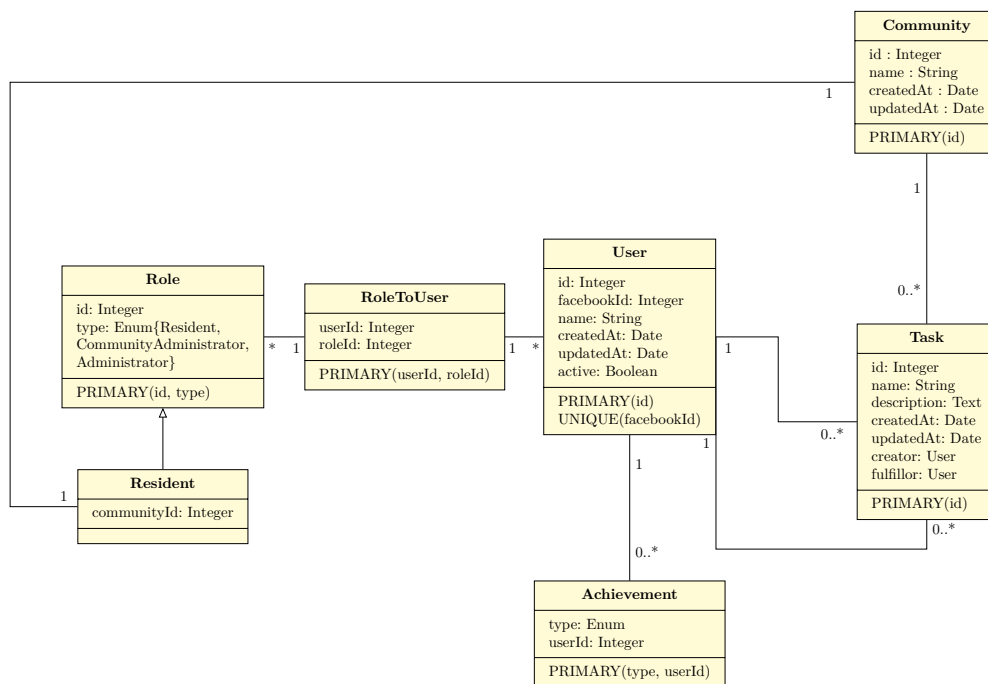 Community
id : Integer
name : String
createdAt : Date
updatedAt : Date
PRIMARY(id)
1
1
0..*
Role
id: Integer
type: Enum{Resident,
CommunityAdministrator,
Administrator}
PRIMARY(id, type)
*
1
RoleToUser
userId: Integer
roleId: Integer
PRIMARY(userId, roleId)
1
*
User
id: Integer
facebookId: Integer
name: String
createdAt: Date
updatedAt: Date
active: Boolean
PRIMARY(id)
UNIQUE(facebookId)
1
0..*
1
0..*
1
0..*
Task
id: Integer
name: String
description: Text
createdAt: Date
updatedAt: Date
creator: User
fulfillor: User
PRIMARY(id)
Resident
communityId: Integer
1
Achievement
type: Enum
userId: Integer
PRIMARY(type, userId)